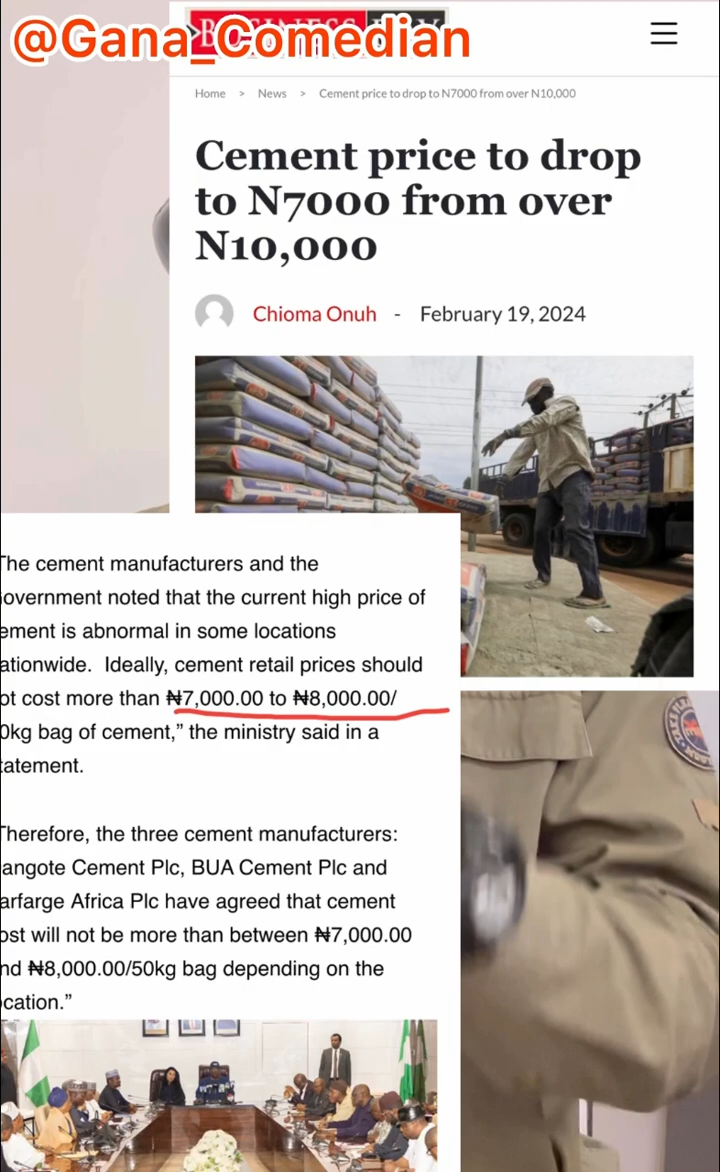 @Gana_Comedian
Home > News > Cement price to drop to N7000 from over N10,000
Cement price to drop
to N7000 from over
N10,000
Chioma Onuh - February 19, 2024
The cement manufacturers and the
overnment noted that the current high price of
ement is abnormal in some locations
ationwide. Ideally, cement retail prices should
ot cost more than ₦7,000.00 to ₦8,000.00/
0kg bag of cement,” the ministry said in a
tatement.
Therefore, the three cement manufacturers:
angote Cement Plc, BUA Cement Plc and
arfarge Africa Plc have agreed that cement
ost will not be more than between ₦7,000.00
nd ₦8,000.00/50kg bag depending on the
cation.”